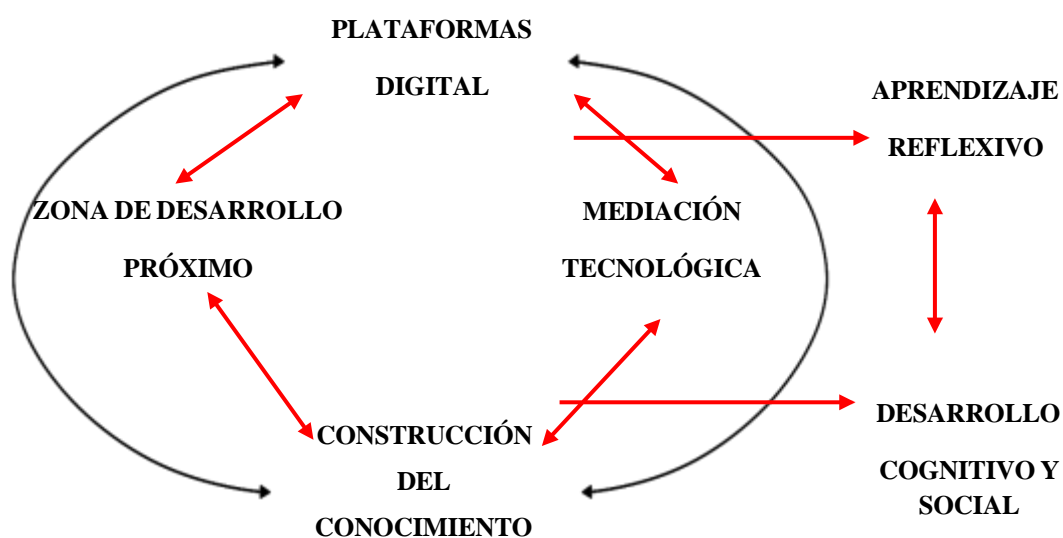 PLATAFORMAS
DIGITAL
APRENDIZAJE
REFLEXIVO
ZONA DE DESARROLLO
PRÓXIMO
MEDIACIÓN
TECNOLÓGICA
CONSTRUCCIÓN
DEL
CONOCIMIENTO
DESARROLLO
COGNITIVO Y
SOCIAL